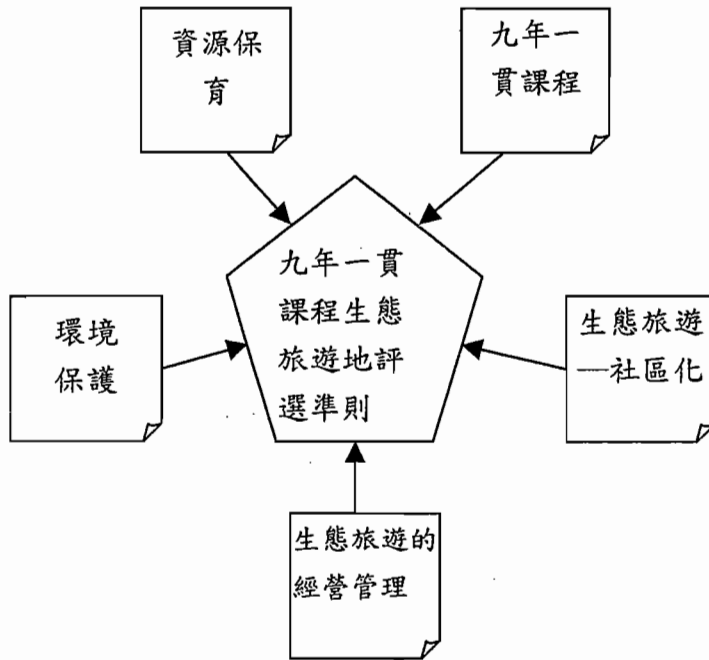 資源保
育
九年一
貫課程
九年一貫
課程生態
旅遊地評
選準則
環境
保護
生態旅遊
—社區化
生態旅遊的
經營管理